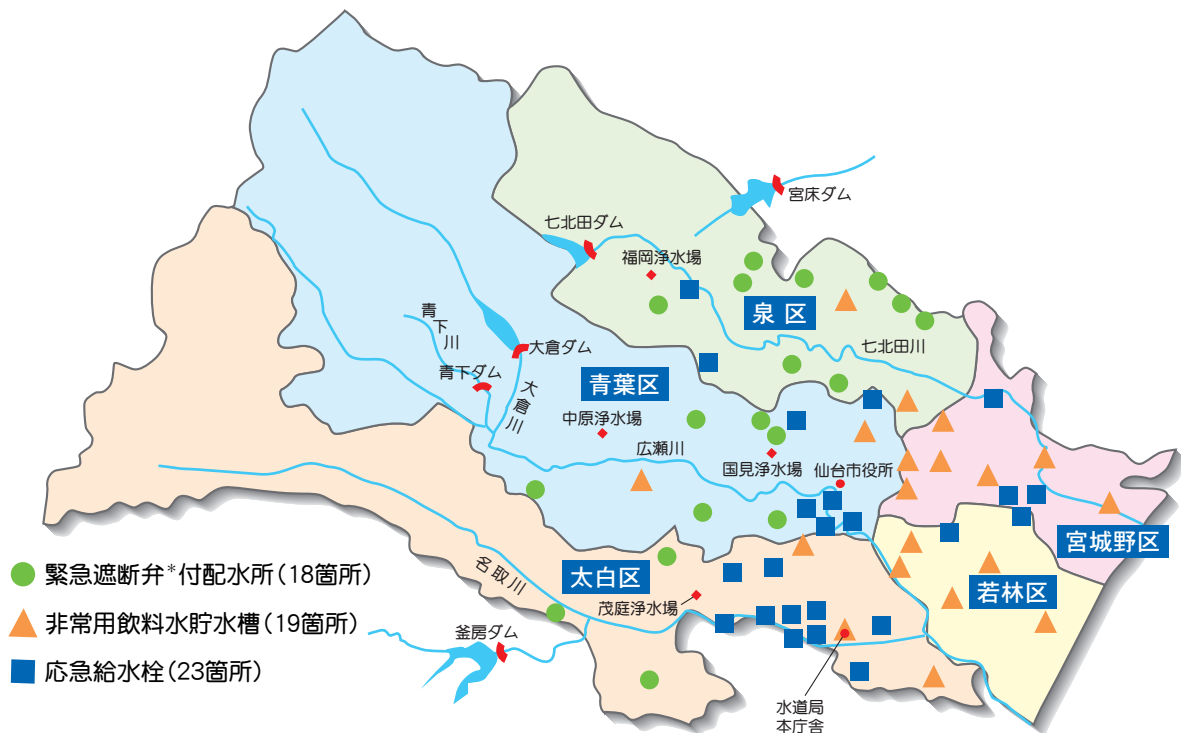 宮床ダム
七北田ダム
福岡浄水場
泉 区
七北田川
青下川
大倉ダム
青下ダム
大倉川
青葉区
中原浄水場
広瀬川
国見浄水場
仙台市役所
宮城野区
若林区
太白区
名取川
茂庭浄水場
釜房ダム
水道局
本庁舎
緊急遮断弁*付配水所(18箇所)
非常用飲料水貯水槽(19箇所)
応急給水栓(23箇所)